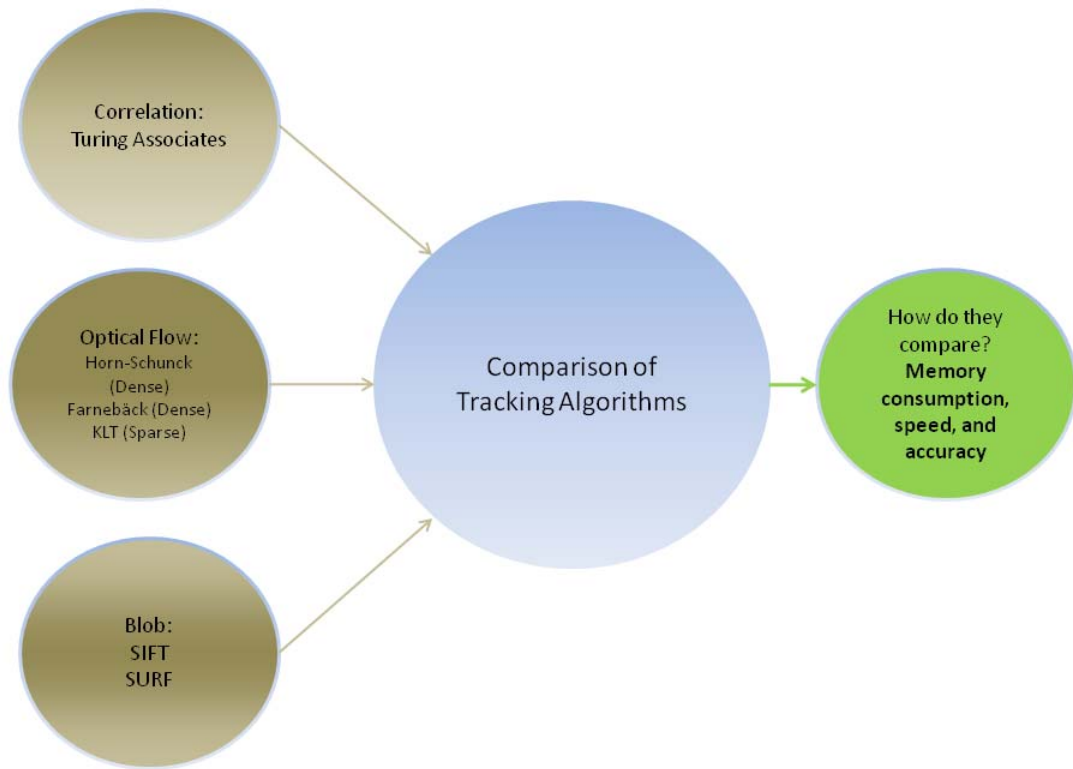 Correlation:
Turing Associates
Optical Flow:
Horn-Schunck
(Dense)
Farnebäck (Dense)
KLT (Sparse)
Blob:
SIFT
SURF
Comparison of
Tracking Algorithms
How do they
compare?
Memory
consumption,
speed, and
accuracy